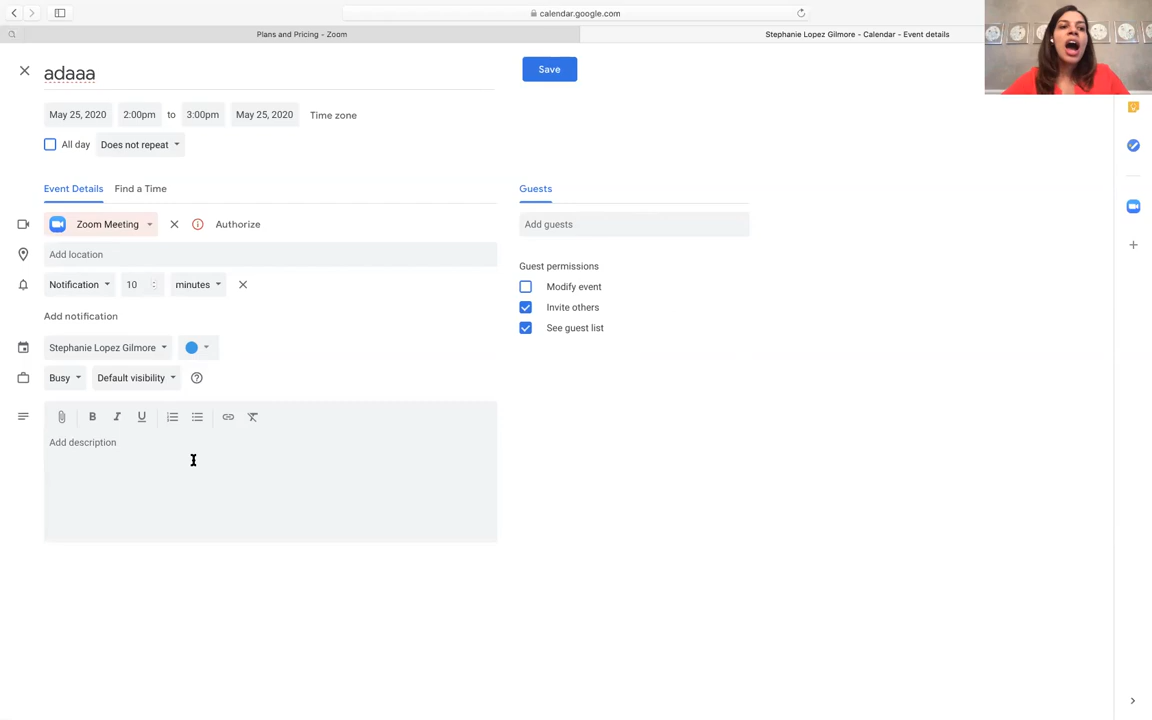 calendar.google.com
Plans and Pricing - Zoom
Stephanie Lopez Gilmore - Calendar - Event details
adaaa
Save
May 25, 2020 2:00pm to 3:00pm May 25, 2020 Time zone
All day Does not repeat
Event Details Find a Time
Guests
Zoom Meeting Authorize
Add guests
Add location
Notification 10 minutes
Guest permissions
Modify event
Invite others
See guest list
Add notification
Stephanie Lopez Gilmore
Busy Default visibility
B I U
Add description